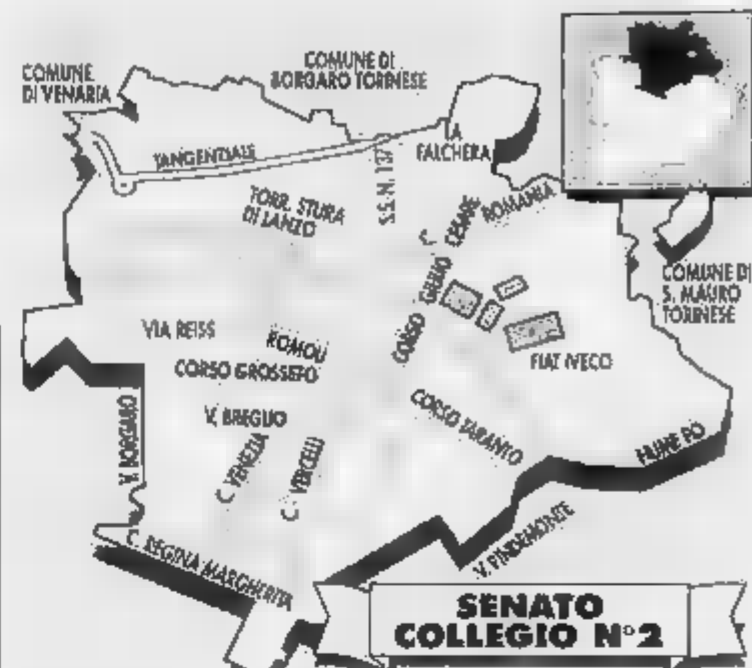 COMUNE
DI VENARIA
COMUNE DI
BORGARO TORINESE
LA
FALCHERA
TANGENZIALE
S.S. N.
TORR. STURA
DI LANZO
C. ROMANIA
CORSO GIULIO CESARE
COMUNE DI
S. MAURO
TORINESE
VIA REISS
ROMOLI
CORSO GROSSETO
FIAT IVECO
V. BORGARO
V. BREGLIO
C. VENEZIA
C. VERCELLI
CORSO TARANTO
FIUME PO
C. REGINA MARGHERITA
V. PINDEMONTE
SENATO
COLLEGIO N°2